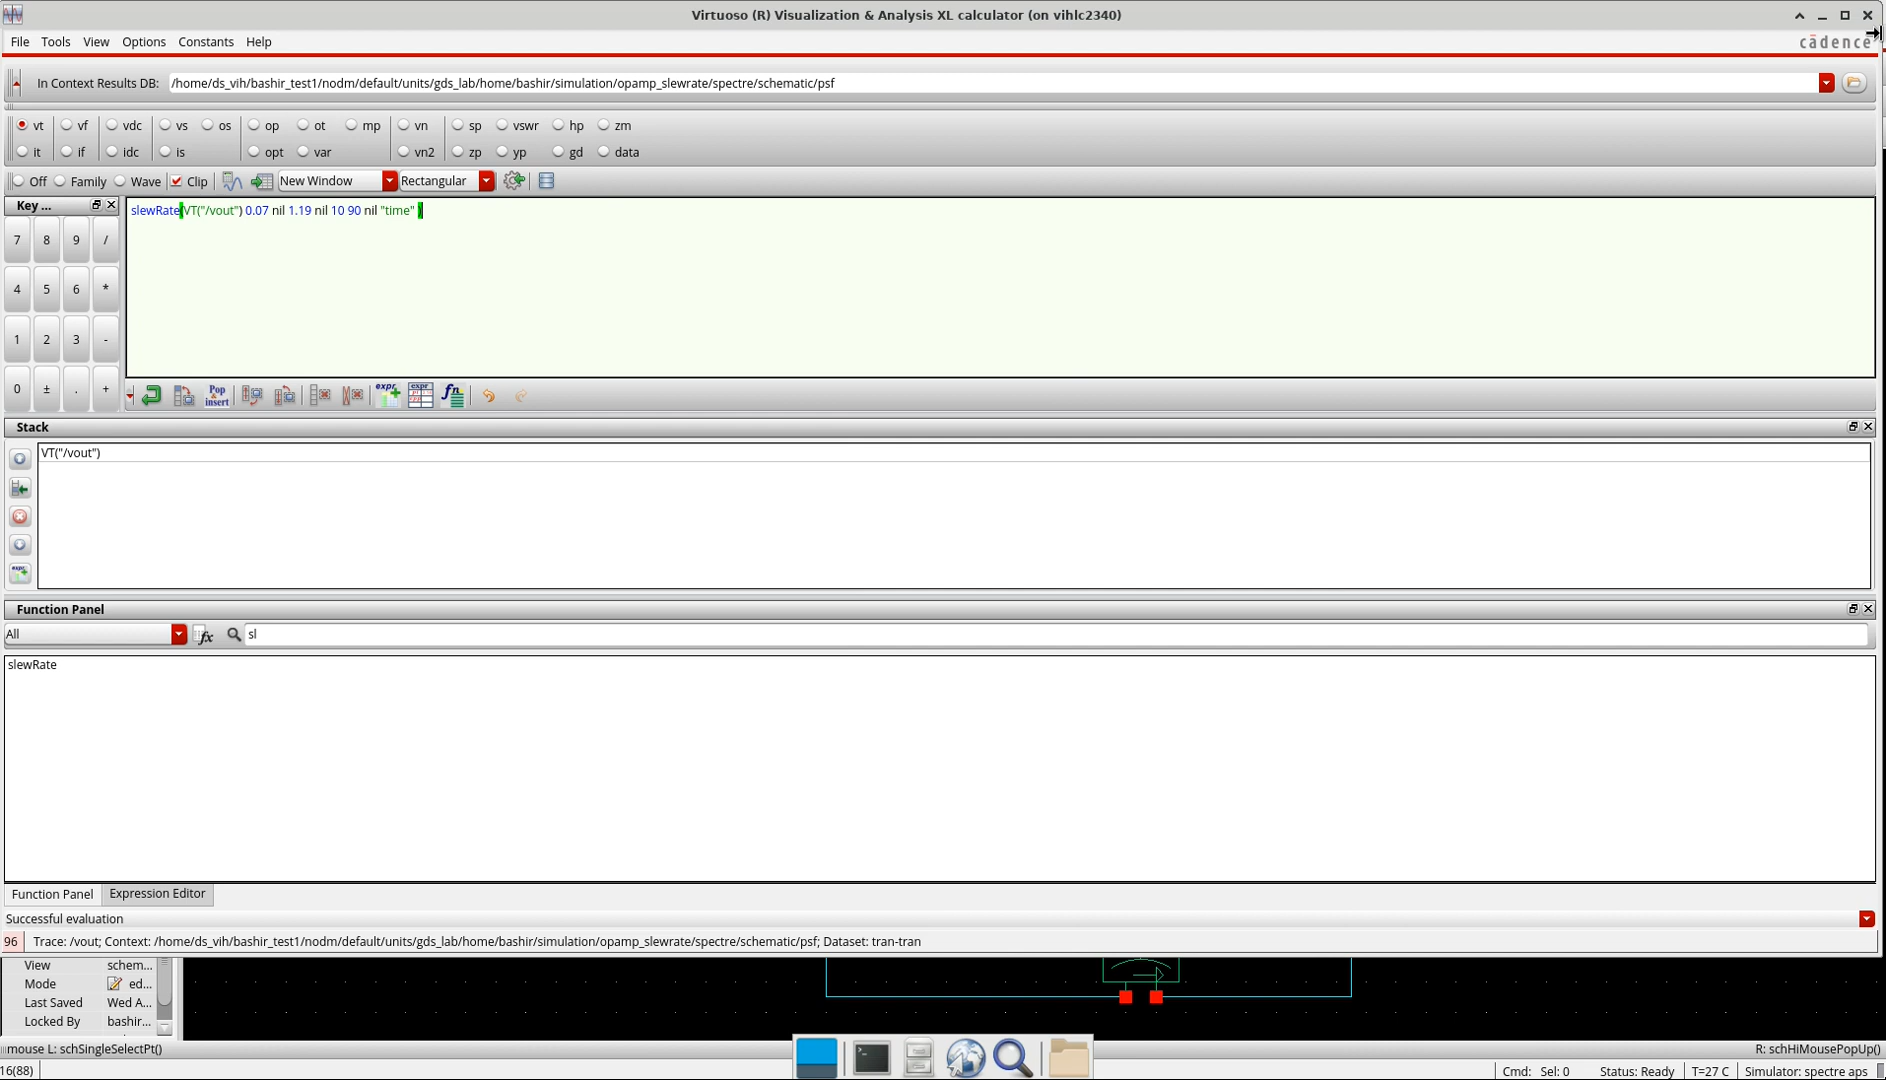 Virtuoso (R) Visualization & Analysis XL calculator (on vihlc2340)
File Tools View Options Constants Help
cādence
In Context Results DB: /home/ds_vih/bashir_test1/nodm/default/units/gds_lab/home/bashir/simulation/opamp_slewrate/spectre/schematic/psf
vt vf vdc vs os op ot mp vn sp vswr hp zm
it if idc is opt var vn2 zp yp gd data
Off Family Wave Clip New Window Rectangular
Key ...
slewRate(VT("/vout") 0.07 nil 1.19 nil 10 90 nil "time" )
7 8 9 /
4 5 6 *
1 2 3 -
0 ± . +
Pop insert
expr
expr
fn
Stack
VT("/vout")
expr
Function Panel
All fx sl
slewRate
Function Panel Expression Editor
Successful evaluation
96 Trace: /vout; Context: /home/ds_vih/bashir_test1/nodm/default/units/gds_lab/home/bashir/simulation/opamp_slewrate/spectre/schematic/psf; Dataset: tran-tran
View schem...
Mode ed...
Last Saved Wed A...
Locked By bashir...
mouse L: schSingleSelectPt() R: schHiMousePopUp()
16(88) Cmd: Sel: 0 Status: Ready T=27 C Simulator: spectre aps